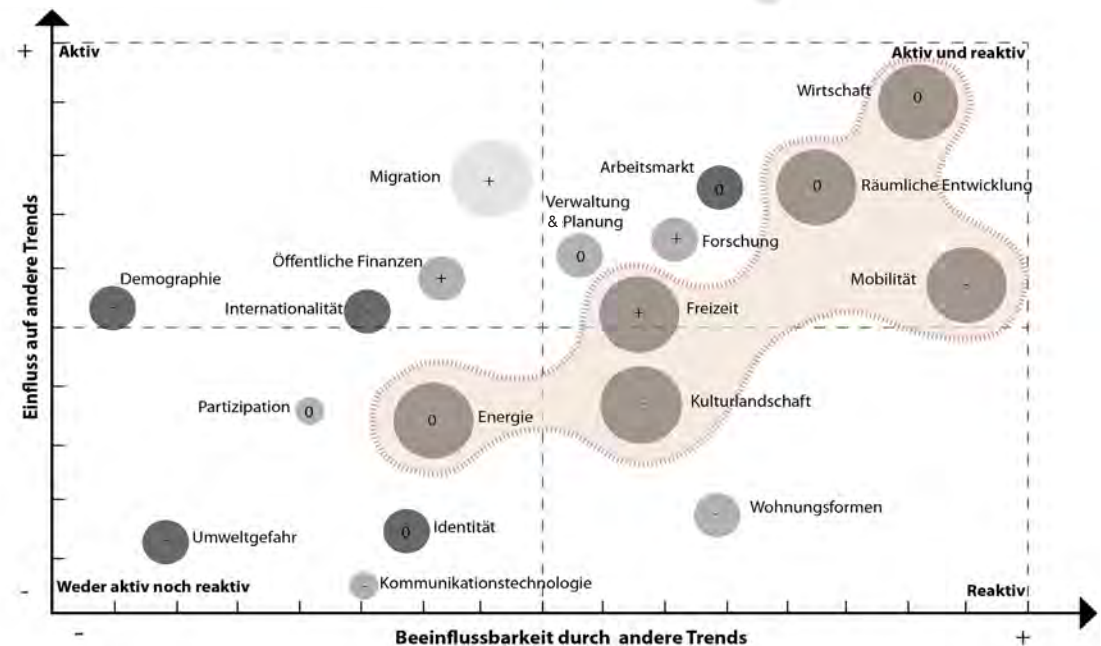 +
Aktiv
Aktiv und reaktiv
Wirtschaft
0
Migration
+
Arbeitsmarkt
0
0
Räumliche Entwicklung
Verwaltung
& Planung
0
+
Forschung
Öffentliche Finanzen
+
Mobilität
-
Demographie
-
Internationalität
-
+
Freizeit
Partizipation
0
0
Energie
-
Kulturlandschaft
-
Wohnungsformen
-
Umweltgefahr
0
Identität
-
Kommunikationstechnologie
-
Weder aktiv noch reaktiv
Reaktiv
Einfluss auf andere Trends
-
Beeinflussbarkeit durch andere Trends
+